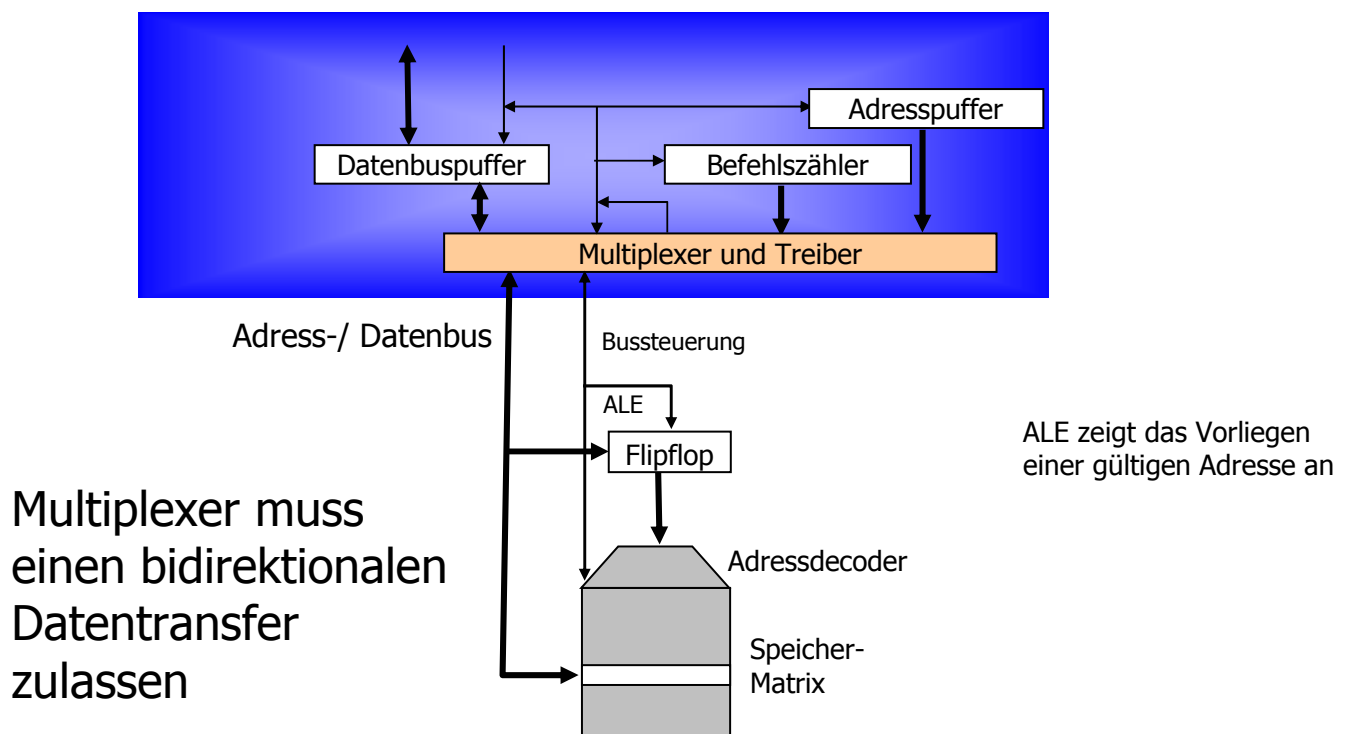 Adresspuffer
Datenbuspuffer
Befehlszähler
Multiplexer und Treiber
Adress-/ Datenbus
Bussteuerung
ALE
Flipflop
ALE zeigt das Vorliegen
einer gültigen Adresse an
Multiplexer muss
einen bidirektionalen
Datentransfer
zulassen
Adressdecoder
Speicher-
Matrix